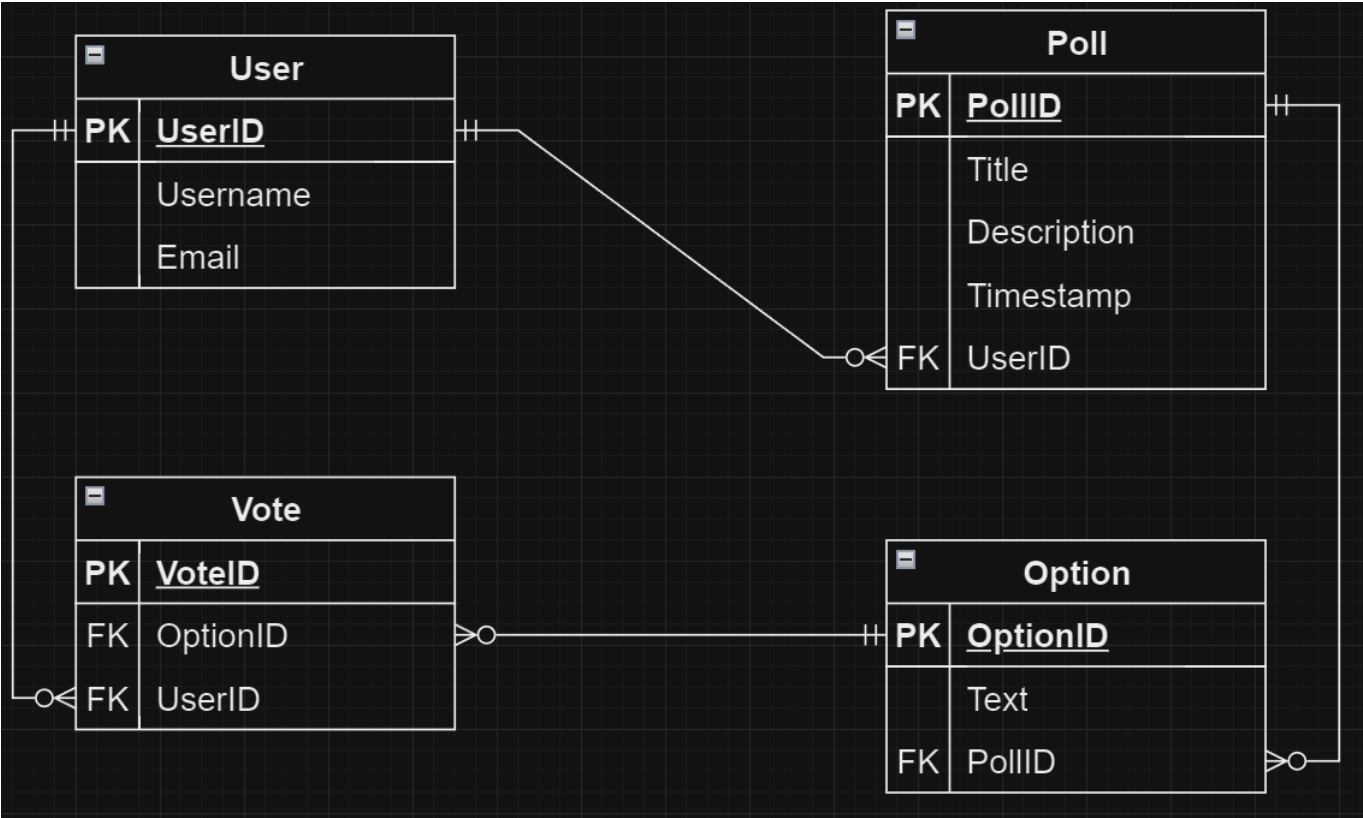 User
PK UserID
Username
Email
Poll
PK PollID
Title
Description
Timestamp
FK UserID
Vote
PK VoteID
FK OptionID
FK UserID
Option
PK OptionID
Text
FK PollID